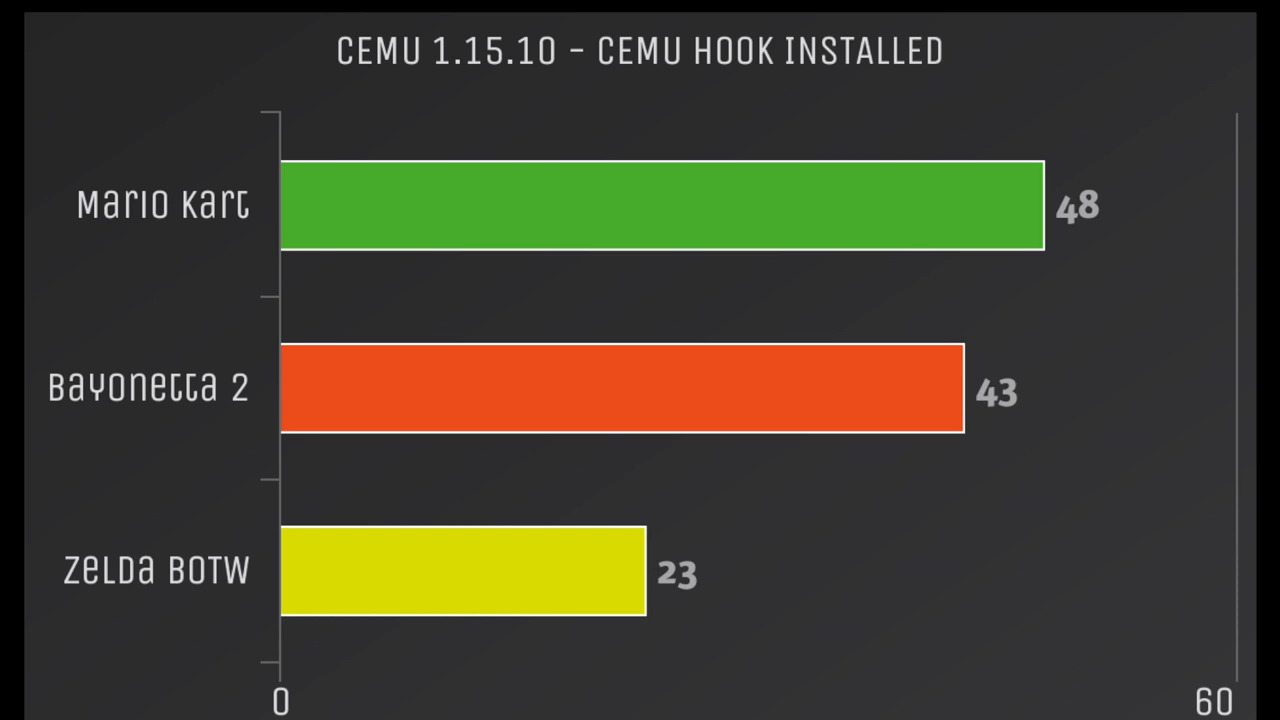 CEMU 1.15.10 - CEMU HOOK INSTALLED
Mario Kart
48
Bayonetta 2
43
Zelda BOTW
23
0
60